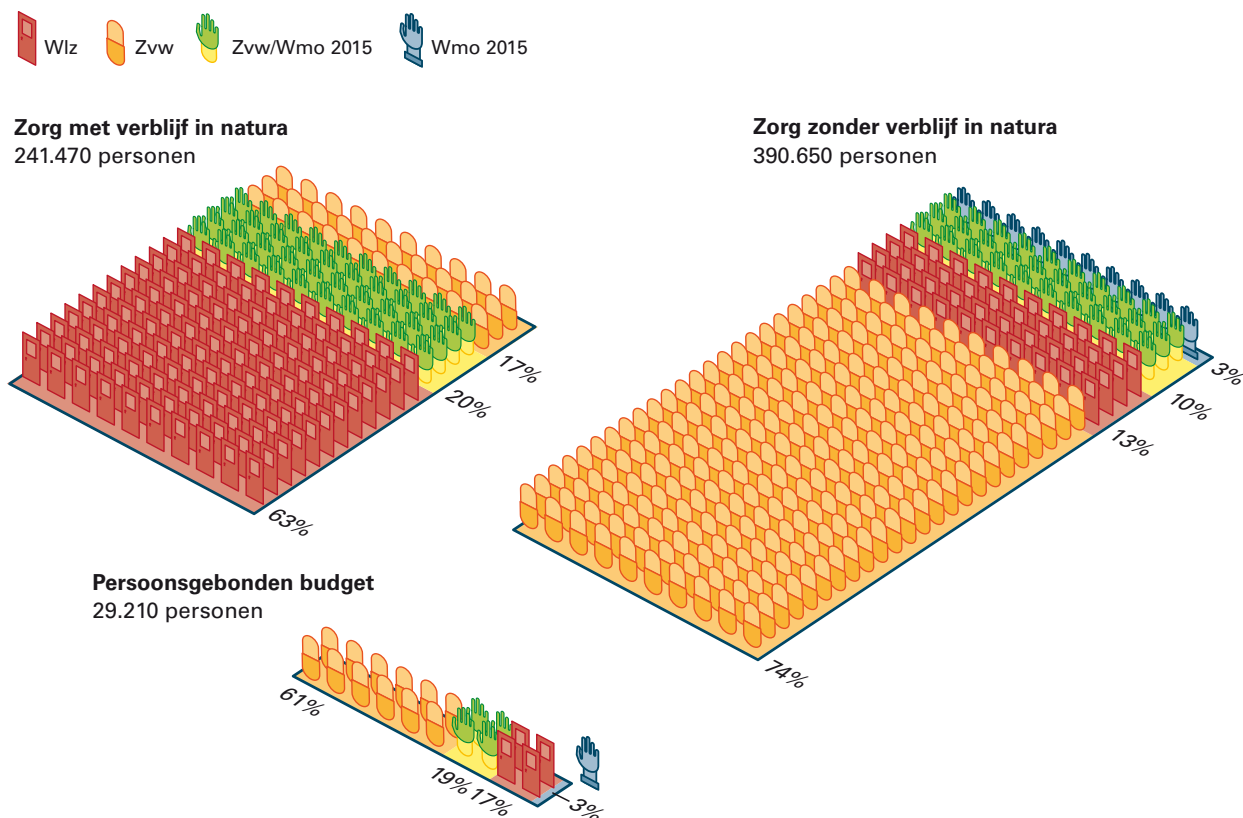 Wlz
Zvw
Zvw/Wmo 2015
Wmo 2015
Zorg met verblijf in natura
241.470 personen
17%
20%
63%
Zorg zonder verblijf in natura
390.650 personen
3%
10%
13%
74%
Persoonsgebonden budget
29.210 personen
61%
19%
17%
3%